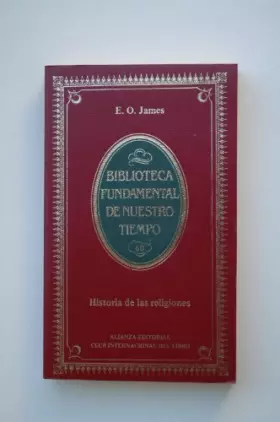 E. O. James
BIBLIOTECA
FUNDAMENTAL
DE NUESTRO
TIEMPO
Historia de las religiones
ALIANZA EDITORIAL
CLUB INTERNACIONAL DEL LIBRO